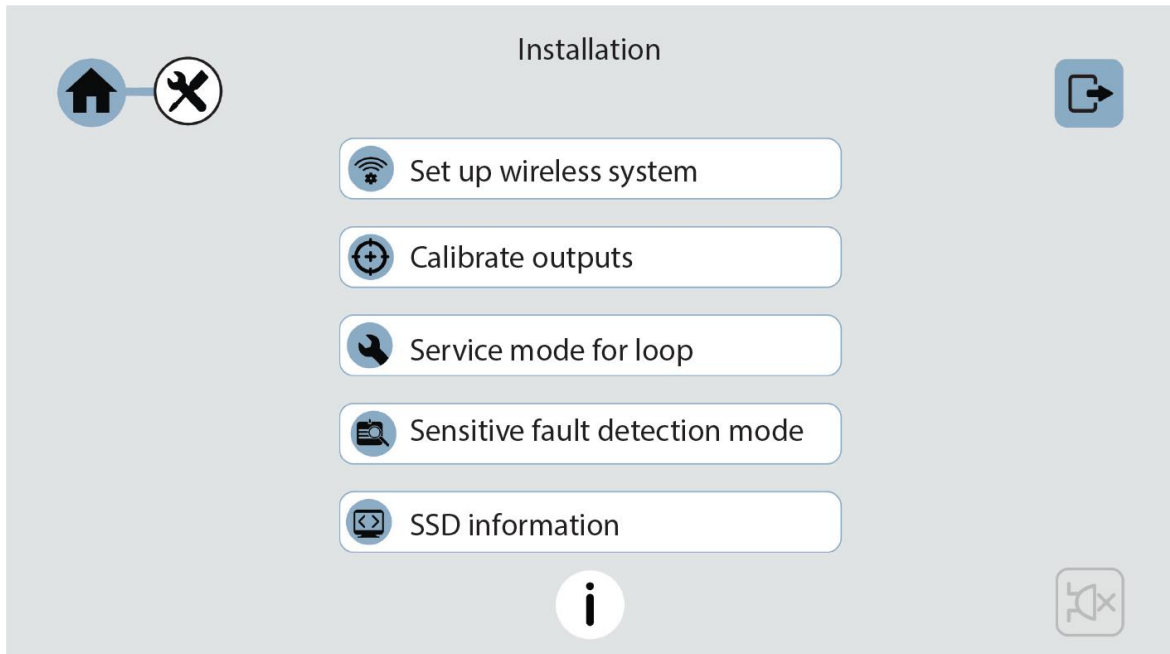 Installation
Set up wireless system
Calibrate outputs
Service mode for loop
Sensitive fault detection mode
SSD information
i